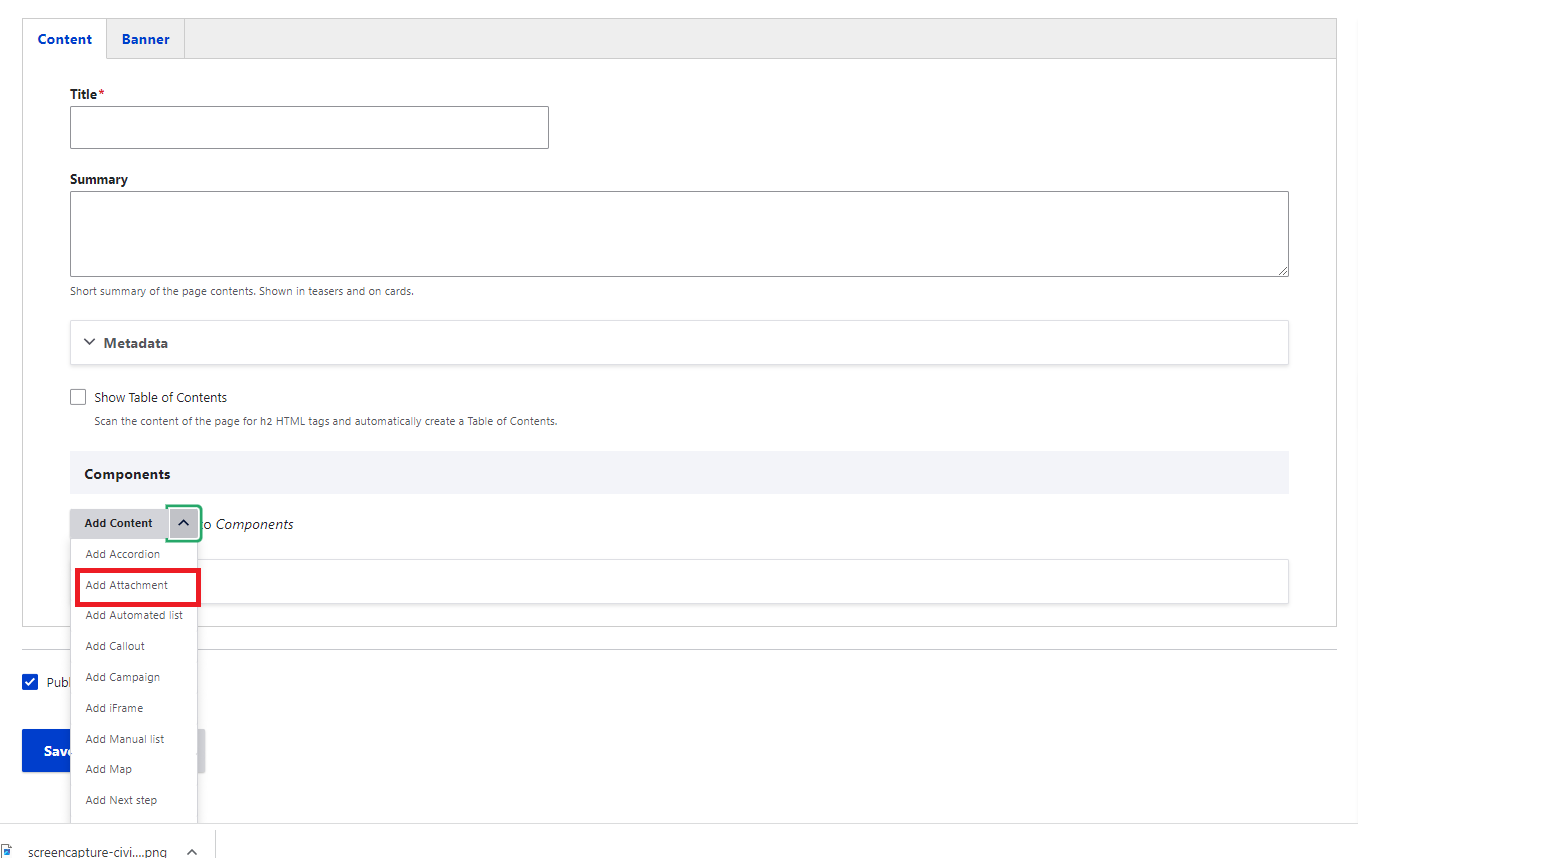 Content Banner
Title*
Summary
Short summary of the page contents. Shown in teasers and on cards.
Metadata
Show Table of Contents
Scan the content of the page for h2 HTML tags and automatically create a Table of Contents.
Components
Add Content to Components
Add Accordion
Add Attachment
Add Automated list
Add Callout
Add Campaign
Publ
Add iFrame
Add Manual list
Save
Add Map
Add Next step
screencapture-civi....png